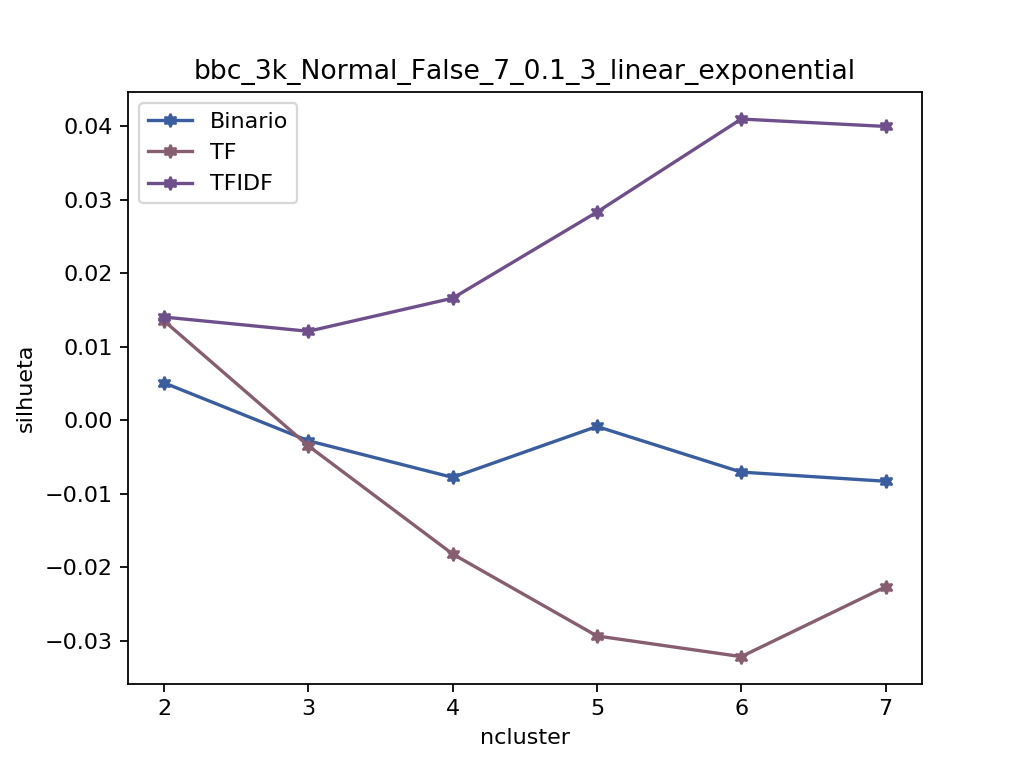 bbc_3k_Normal_False_7_0.1_3_linear_exponential
Binario
TF
TFIDF
0.04
0.03
0.02
0.01
0.00
−0.01
−0.02
−0.03
silhueta
2 3 4 5 6 7
ncluster